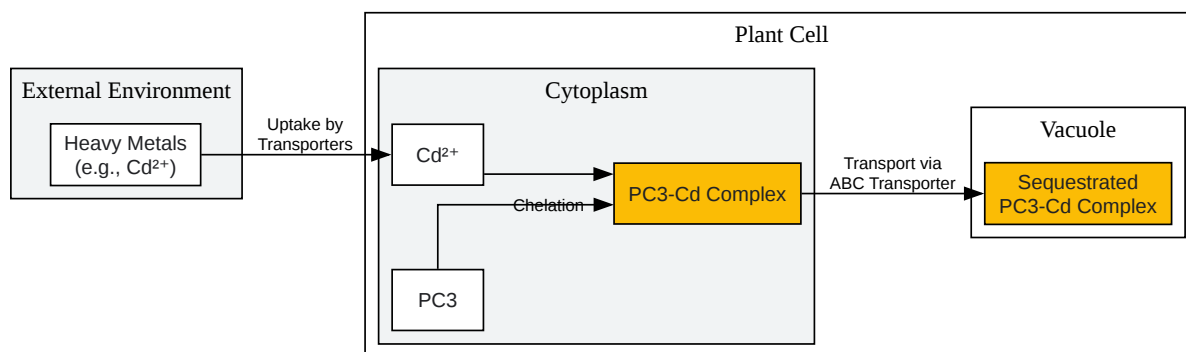 Plant Cell
External Environment
Cytoplasm
Heavy Metals
(e.g., Cd²⁺)
Uptake by
Transporters
Cd²⁺
Chelation
PC3
PC3-Cd Complex
Transport via
ABC Transporter
Vacuole
Sequestrated
PC3-Cd Complex